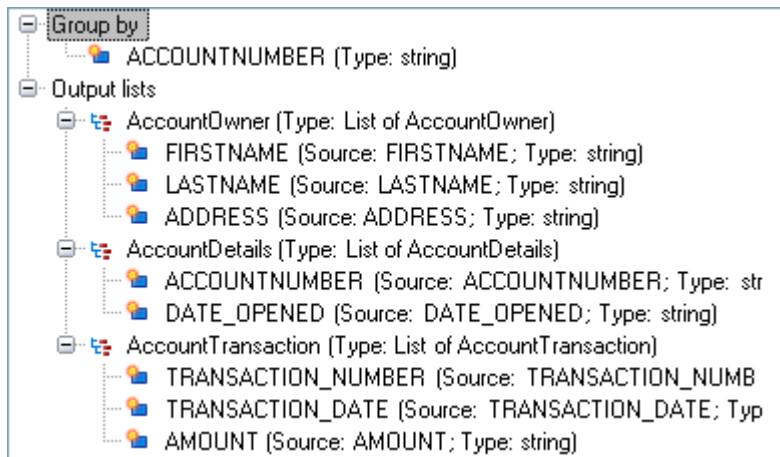 Group by
ACCOUNTNUMBER (Type: string)
Output lists
AccountOwner (Type: List of AccountOwner)
FIRSTNAME (Source: FIRSTNAME; Type: string)
LASTNAME (Source: LASTNAME; Type: string)
ADDRESS (Source: ADDRESS; Type: string)
AccountDetails (Type: List of AccountDetails)
ACCOUNTNUMBER (Source: ACCOUNTNUMBER; Type: str
DATE_OPENED (Source: DATE_OPENED; Type: string)
AccountTransaction (Type: List of AccountTransaction)
TRANSACTION_NUMBER (Source: TRANSACTION_NUMB
TRANSACTION_DATE (Source: TRANSACTION_DATE; Typ
AMOUNT (Source: AMOUNT; Type: string)